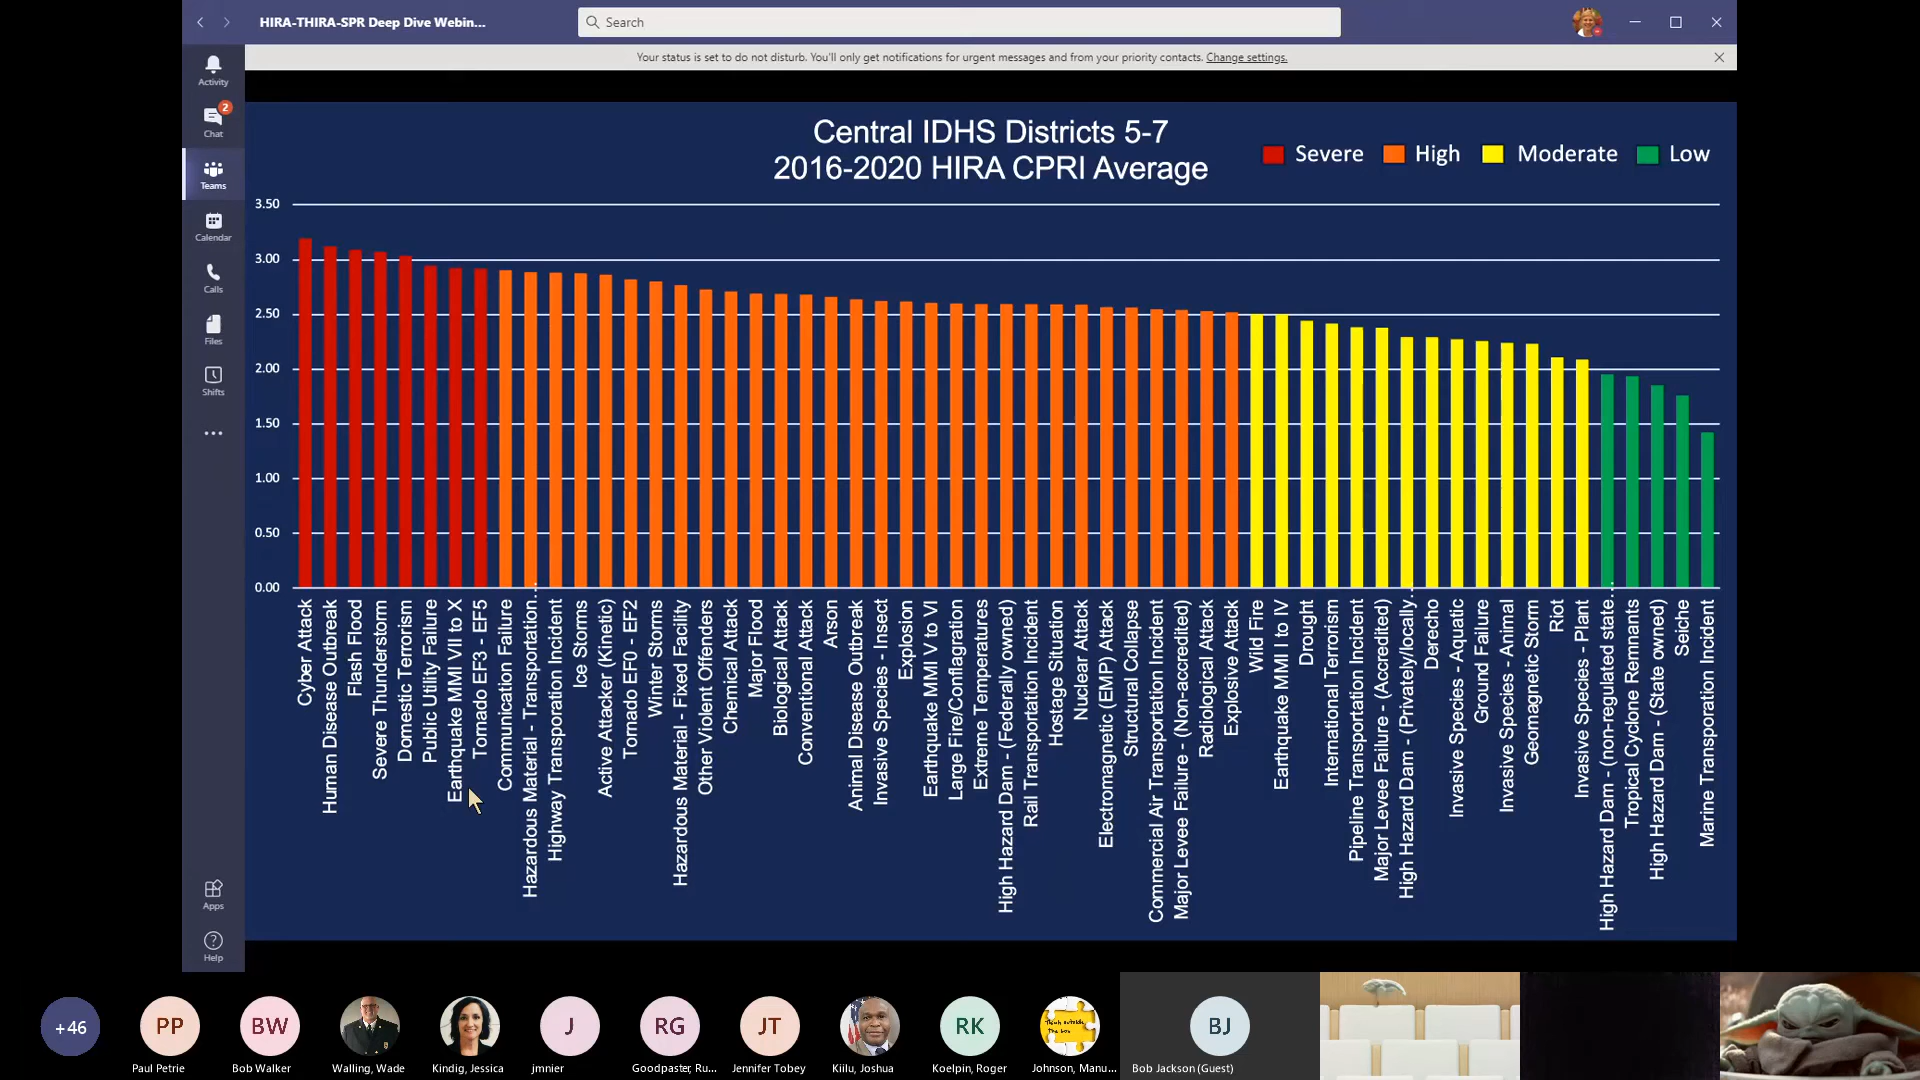 HIRA-THIRA-SPR Deep Dive Webin...
Search
Your status is set to do not disturb. You'll only get notifications for urgent messages and from your priority contacts. Change settings.
Activity
2
Chat
Teams
Calendar
Calls
Files
Shifts
Apps
Help
Central IDHS Districts 5-7
2016-2020 HIRA CPRI Average
Severe
High
Moderate
Low
3.50
3.00
2.50
2.00
1.50
1.00
0.50
0.00
Cyber Attack
Human Disease Outbreak
Flash Flood
Severe Thunderstorm
Domestic Terrorism
Public Utility Failure
Earthquake MMI VII to X
Tornado EF3 - EF5
Communication Failure
Hazardous Material - Transportation...
Highway Transporation Incident
Ice Storms
Active Attacker (Kinetic)
Tornado EF0 - EF2
Winter Storms
Hazardous Material - Fixed Facility
Other Violent Offenders
Chemical Attack
Major Flood
Biological Attack
Conventional Attack
Arson
Animal Disease Outbreak
Invasive Species - Insect
Explosion
Earthquake MMI V to VI
Large Fire/Conflagration
Extreme Temperatures
High Hazard Dam - (Federally owned)
Rail Transportation Incident
Hostage Situation
Nuclear Attack
Electromagnetic (EMP) Attack
Structural Collapse
Commercial Air Transportation Incident
Major Levee Failure - (Non-accredited)
Radiological Attack
Explosive Attack
Wild Fire
Earthquake MMI I to IV
Drought
International Terrorism
Pipeline Transportation Incident
Major Levee Failure - (Accredited)
High Hazard Dam - (Privately/locally...
Derecho
Invasive Species - Aquatic
Ground Failure
Invasive Species - Animal
Geomagnetic Storm
Riot
Invasive Species - Plant
High Hazard Dam - (non-regulated state...
Tropical Cyclone Remnants
High Hazard Dam - (State owned)
Seiche
Marine Transporation Incident
+46
PP
BW
J
RG
JT
RK
Think outside
The box
BJ
Paul Petrie
Bob Walker
Walling, Wade
Kindig, Jessica
jmnier
Goodpaster, Ru...
Jennifer Tobey
Kiilu, Joshua
Koelpin, Roger
Johnson, Manu...
Bob Jackson (Guest)